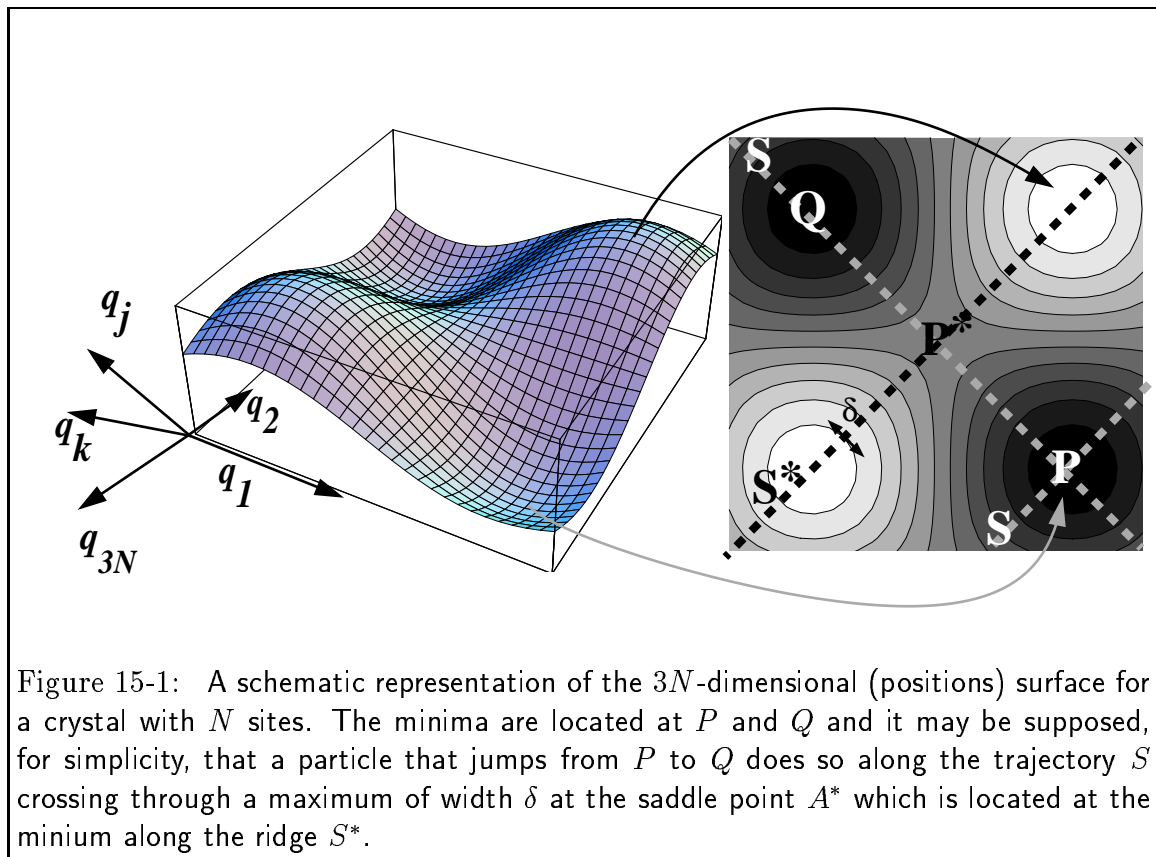 q_j
q_k
q_2
q_1
q_{3N}
S
Q
P*
δ
S*
P
S
Figure 15-1: A schematic representation of the 3N-dimensional (positions) surface for
a crystal with N sites. The minima are located at P and Q and it may be supposed,
for simplicity, that a particle that jumps from P to Q does so along the trajectory S
crossing through a maximum of width δ at the saddle point A* which is located at the
minium along the ridge S*.